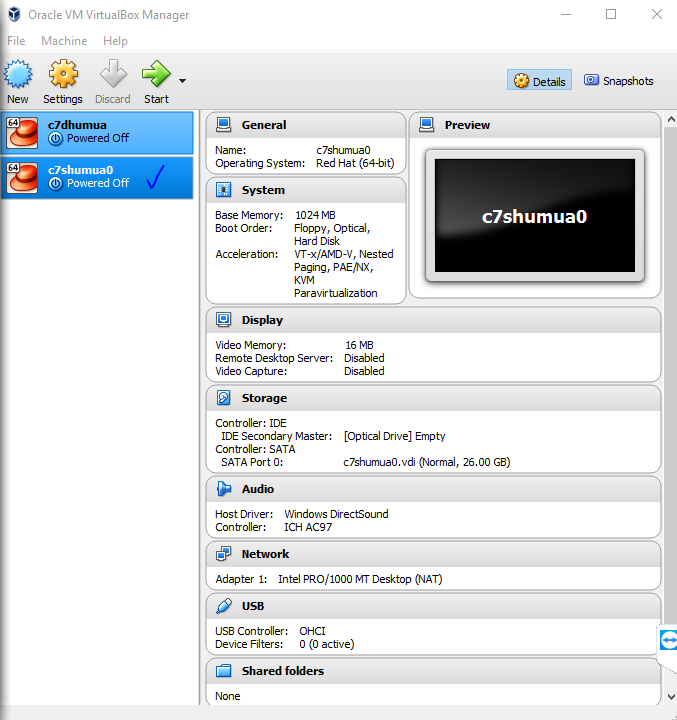 Oracle VM VirtualBox Manager
File Machine Help
New Settings Discard Start
Details Snapshots
64 c7dhumua
Powered Off
64 c7shumua0
Powered Off
General
Name: c7shumua0
Operating System: Red Hat (64-bit)
Preview
c7shumua0
System
Base Memory: 1024 MB
Boot Order: Floppy, Optical,
Hard Disk
Acceleration: VT-x/AMD-V, Nested
Paging, PAE/NX,
KVM
Paravirtualization
Display
Video Memory: 16 MB
Remote Desktop Server: Disabled
Video Capture: Disabled
Storage
Controller: IDE
IDE Secondary Master: [Optical Drive] Empty
Controller: SATA
SATA Port 0: c7shumua0.vdi (Normal, 26.00 GB)
Audio
Host Driver: Windows DirectSound
Controller: ICH AC97
Network
Adapter 1: Intel PRO/1000 MT Desktop (NAT)
USB
USB Controller: OHCI
Device Filters: 0 (0 active)
Shared folders
None